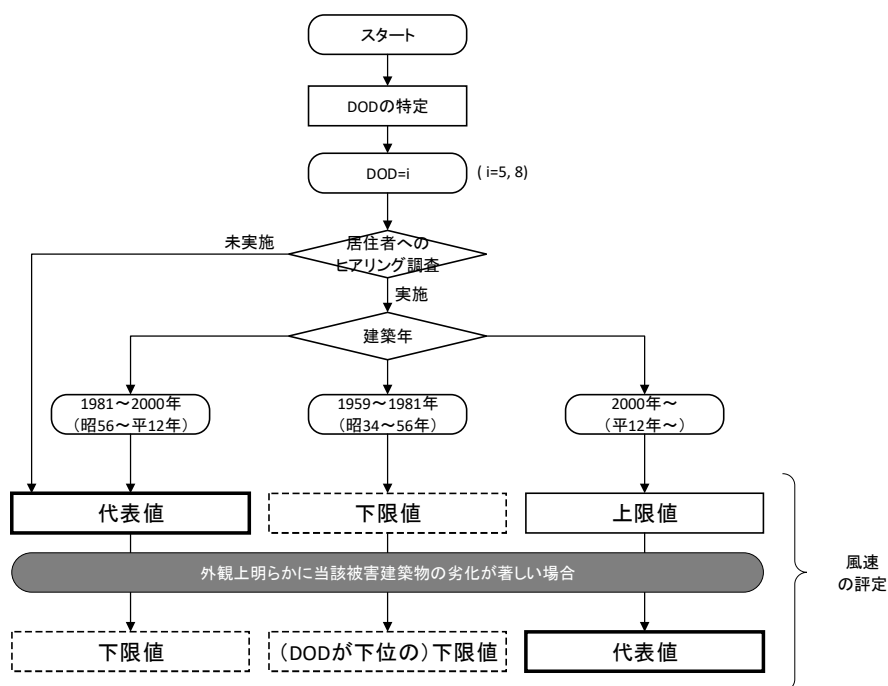 スタート
DODの特定
DOD=i
( i=5, 8)
居住者への
ヒアリング調査
未実施
実施
建築年
1981～2000年
（昭56～平12年）
1959～1981年
（昭34～56年）
2000年～
（平12年～）
代表値
下限値
上限値
外観上明らかに当該被害建築物の劣化が著しい場合
風速
の評定
下限値
（DODが下位の）下限値
代表値